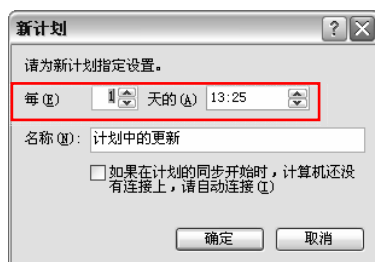 新计划
请为新计划指定设置。
每(E) 1 天的(A) 13:25
名称(N): 计划中的更新
如果在计划的同步开始时，计算机还没
有连接上，请自动连接(I)
确定 取消